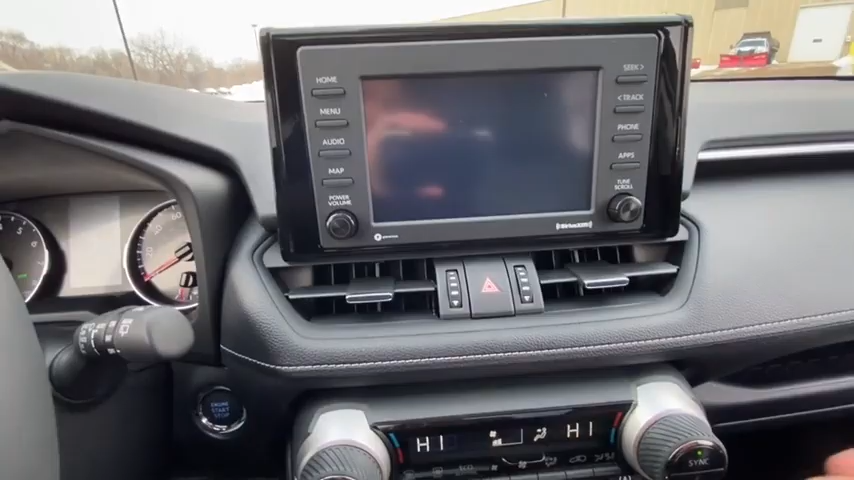 HOME
MENU
AUDIO
MAP
POWER
VOLUME
SEEK >
< TRACK
PHONE
APPS
TUNE
SCROLL
SiriusXM
ENGINE
START
STOP
HI
HI
ECO
SYNC